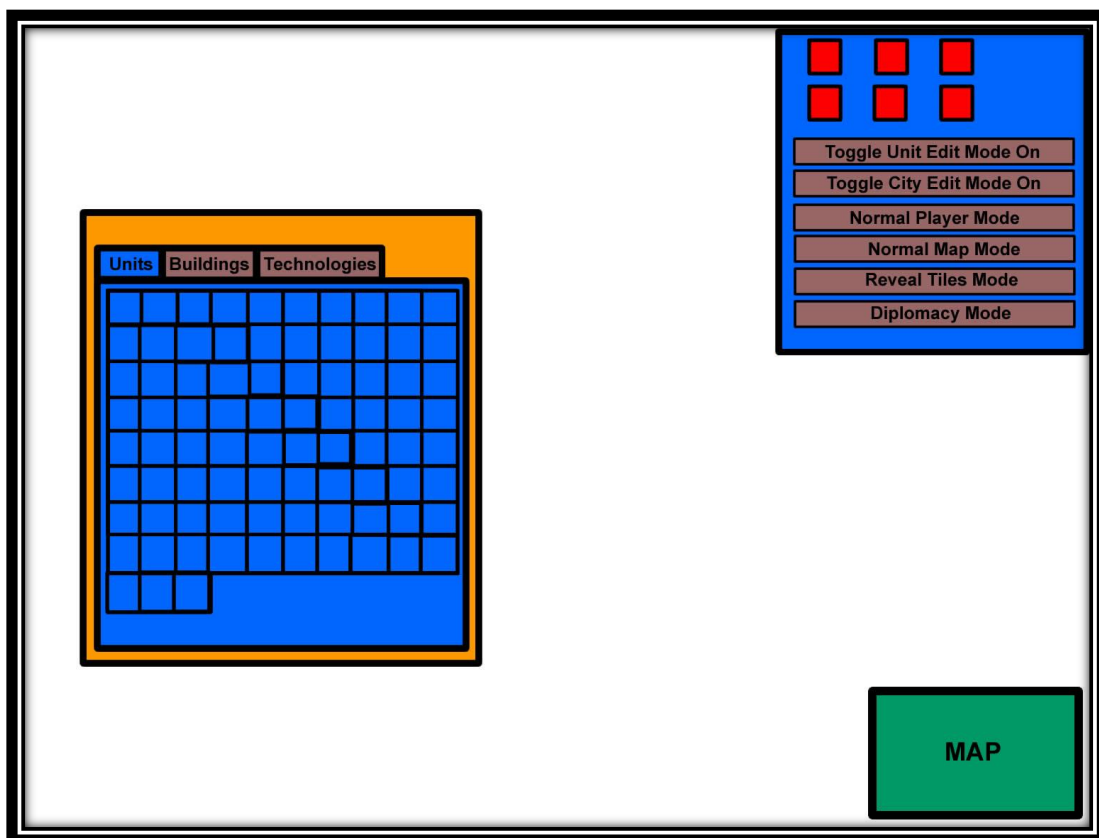 Toggle Unit Edit Mode On
Toggle City Edit Mode On
Normal Player Mode
Normal Map Mode
Reveal Tiles Mode
Diplomacy Mode
Units Buildings Technologies
MAP